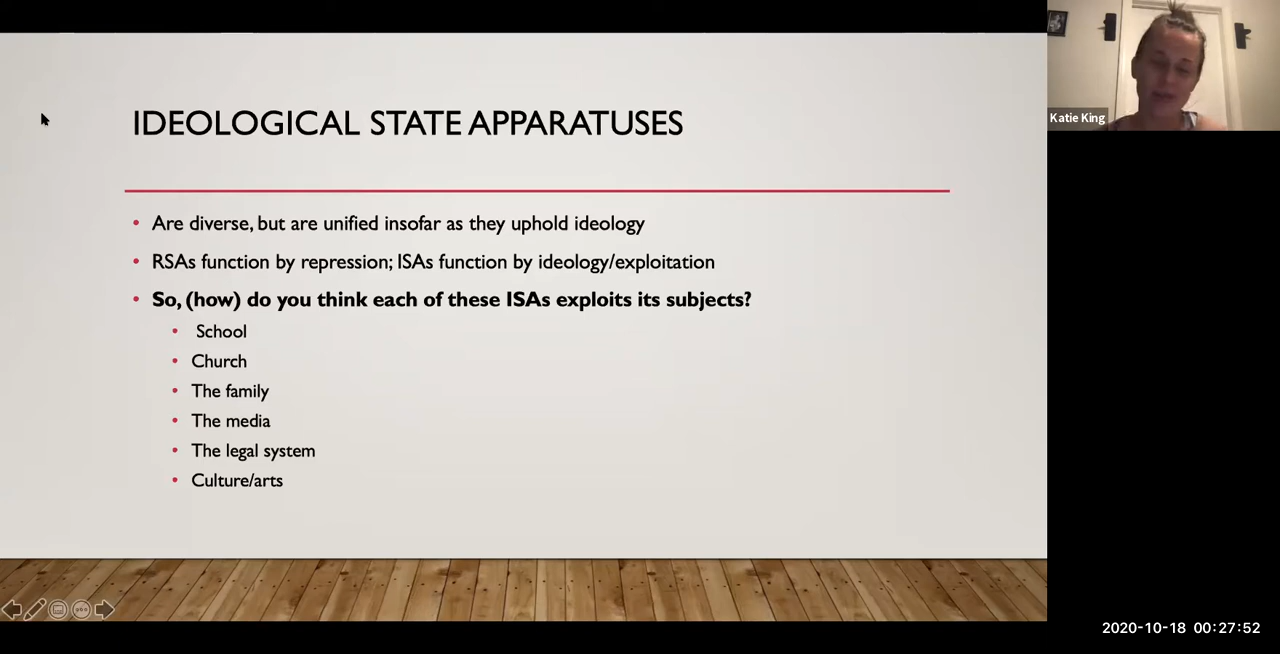 IDEOLOGICAL STATE APPARATUSES
Are diverse, but are unified insofar as they uphold ideology
RSAs function by repression; ISAs function by ideology/exploitation
So, (how) do you think each of these ISAs exploits its subjects?
School
Church
The family
The media
The legal system
Culture/arts
Katie King
2020-10-18 00:27:52